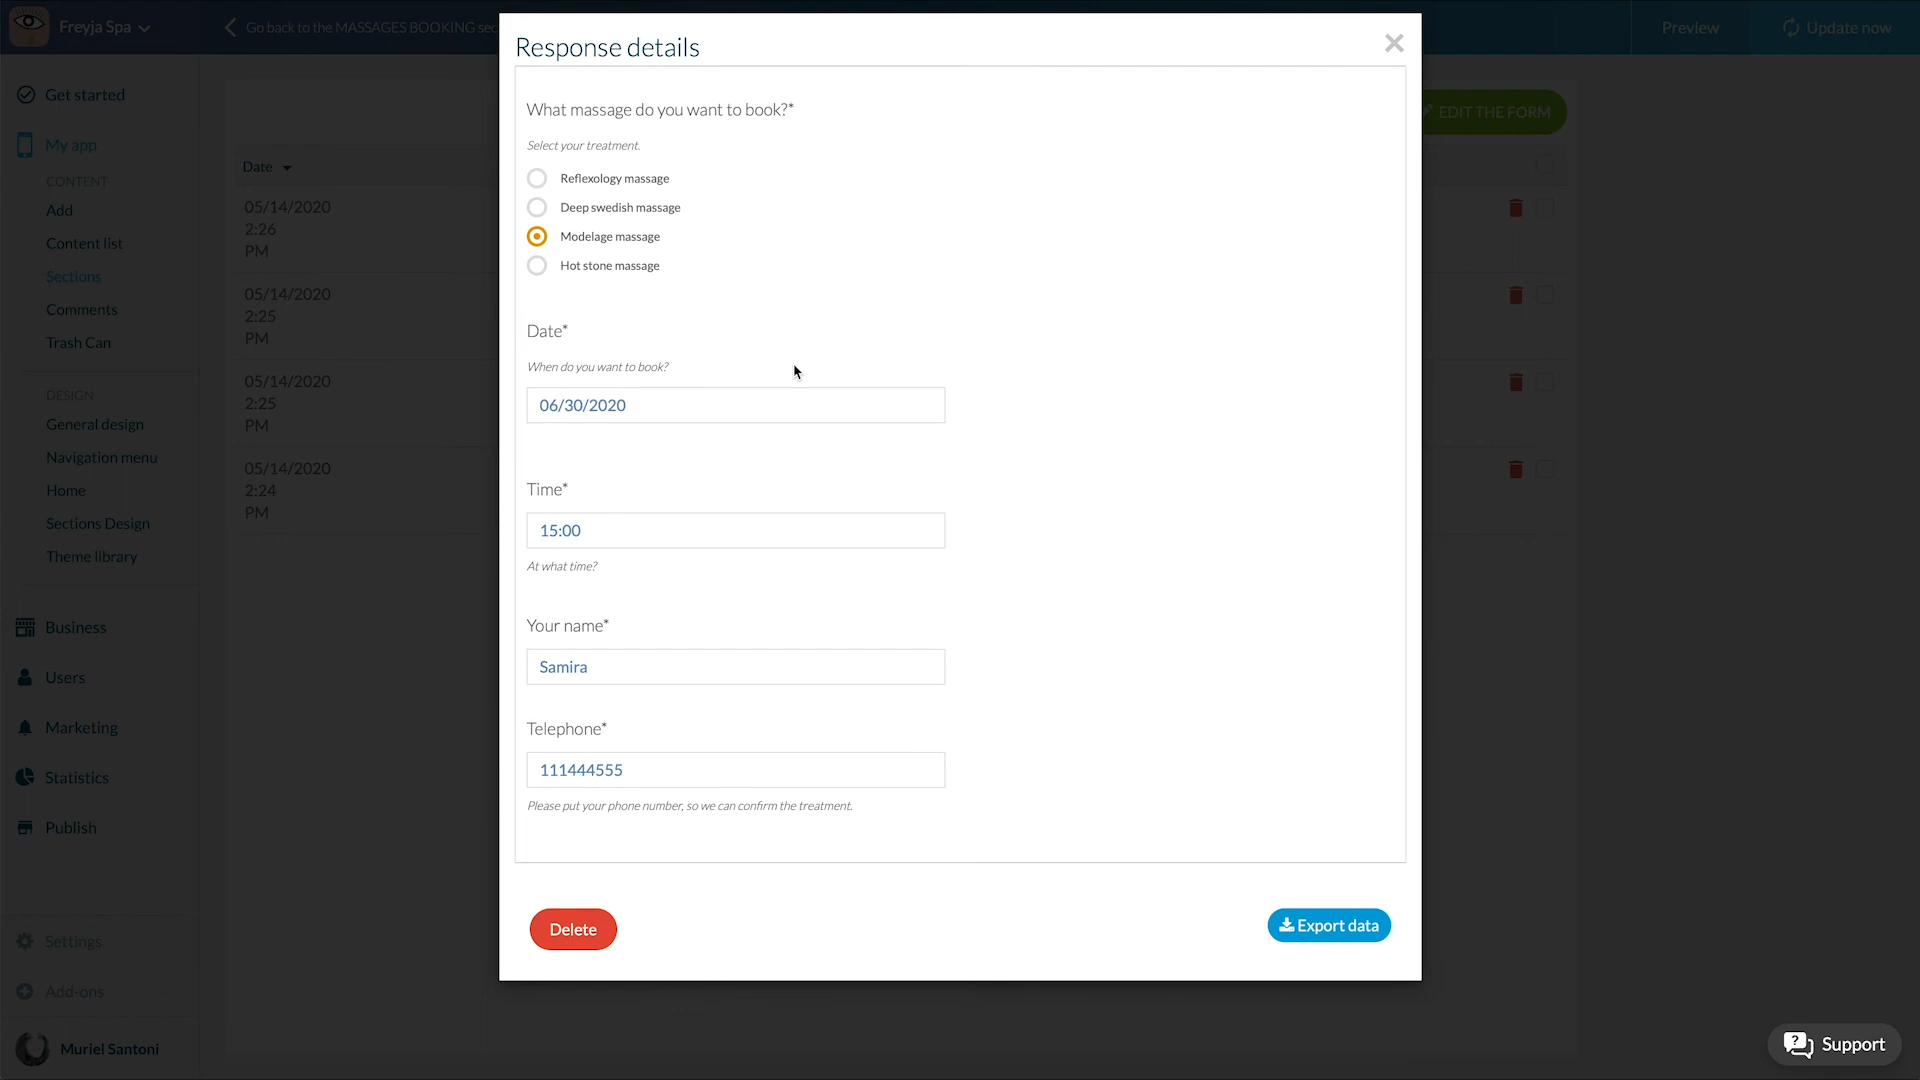 Freyja Spa
Go back to the MASSAGES BOOKING sec
Preview
Update now
Get started
My app
CONTENT
Add
Content list
Sections
Comments
Trash Can
DESIGN
General design
Navigation menu
Home
Sections Design
Theme library
Business
Users
Marketing
Statistics
Publish
Settings
Add-ons
Muriel Santoni
Date
05/14/2020
2:26
PM
05/14/2020
2:25
PM
05/14/2020
2:25
PM
05/14/2020
2:24
PM
EDIT THE FORM
Response details
What massage do you want to book?*
Select your treatment.
Reflexology massage
Deep swedish massage
Modelage massage
Hot stone massage
Date*
When do you want to book?
06/30/2020
Time*
15:00
At what time?
Your name*
Samira
Telephone*
111444555
Please put your phone number, so we can confirm the treatment.
Delete
Export data
Support